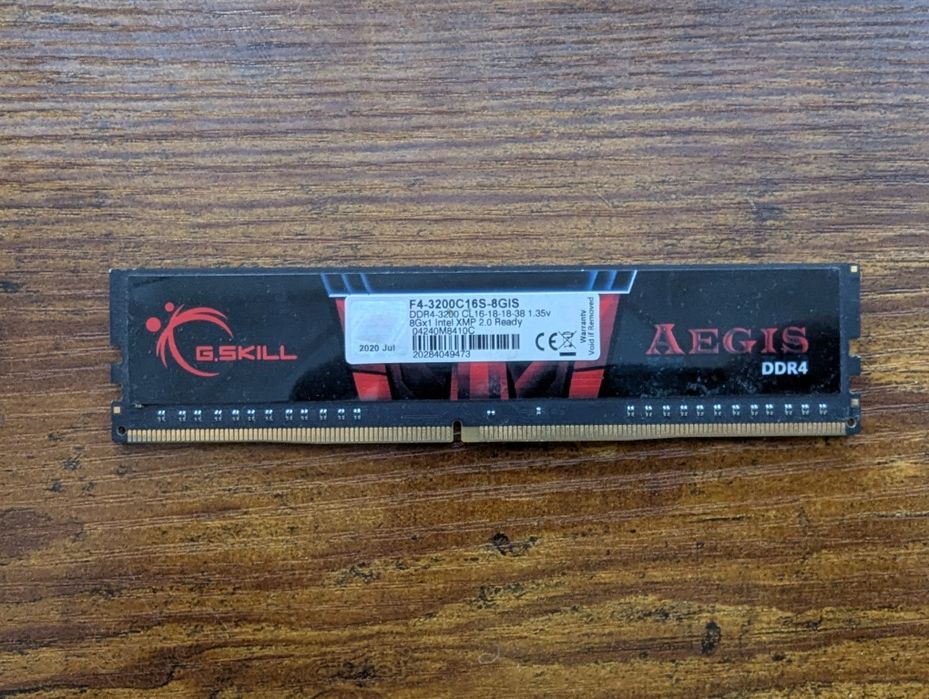 G.SKILL
F4-3200C16S-8GIS
DDR4-3200 CL16-18-18-38 1.35v
8Gx1 Intel XMP 2.0 Ready
04240M8410C
2020 Jul
20284049473
CE
Warranty
Void if Removed
AEGIS
DDR4